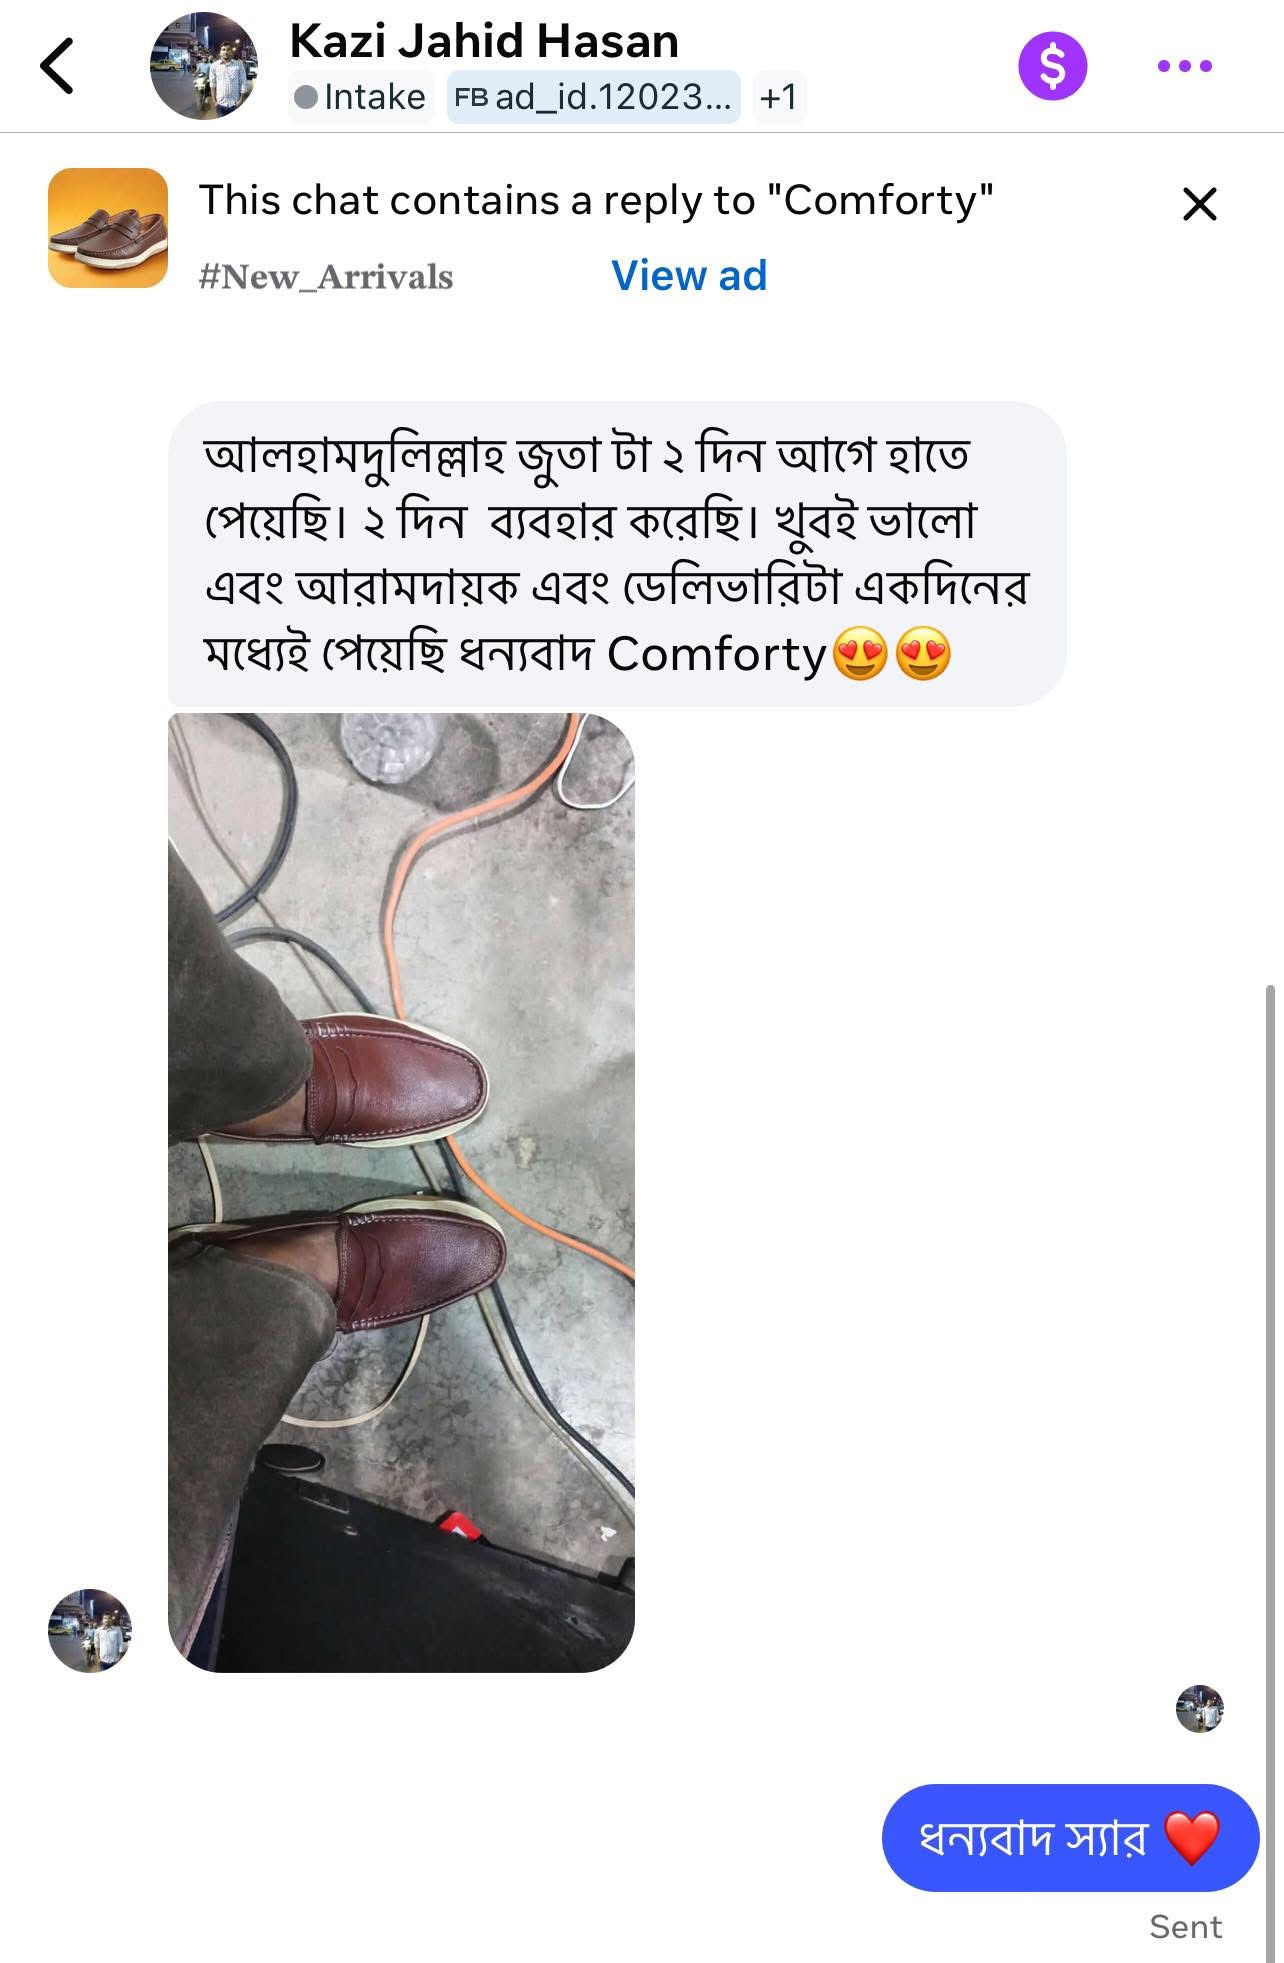 Kazi Jahid Hasan
Intake FB ad_id.12023... +1
This chat contains a reply to "Comforty"
#New_Arrivals View ad
আলহামদুলিল্লাহ জুতা টা ২ দিন আগে হাতে
পেয়েছি। ২ দিন  ব্যবহার করেছি। খুবই ভালো
এবং আরামদায়ক এবং ডেলিভারিটা একদিনের
মধ্যেই পেয়েছি ধন্যবাদ Comforty😍😍
ধন্যবাদ স্যার ❤️
Sent